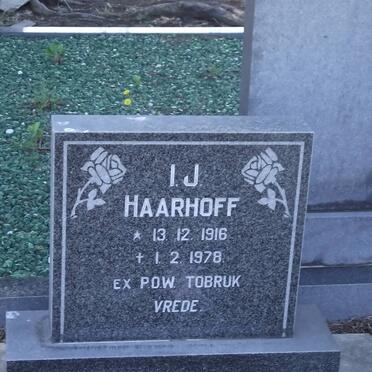 I.J
HAARHOFF
* 13. 12. 1916
† 1. 2. 1978.
EX P.O.W. TOBRUK
VREDE.